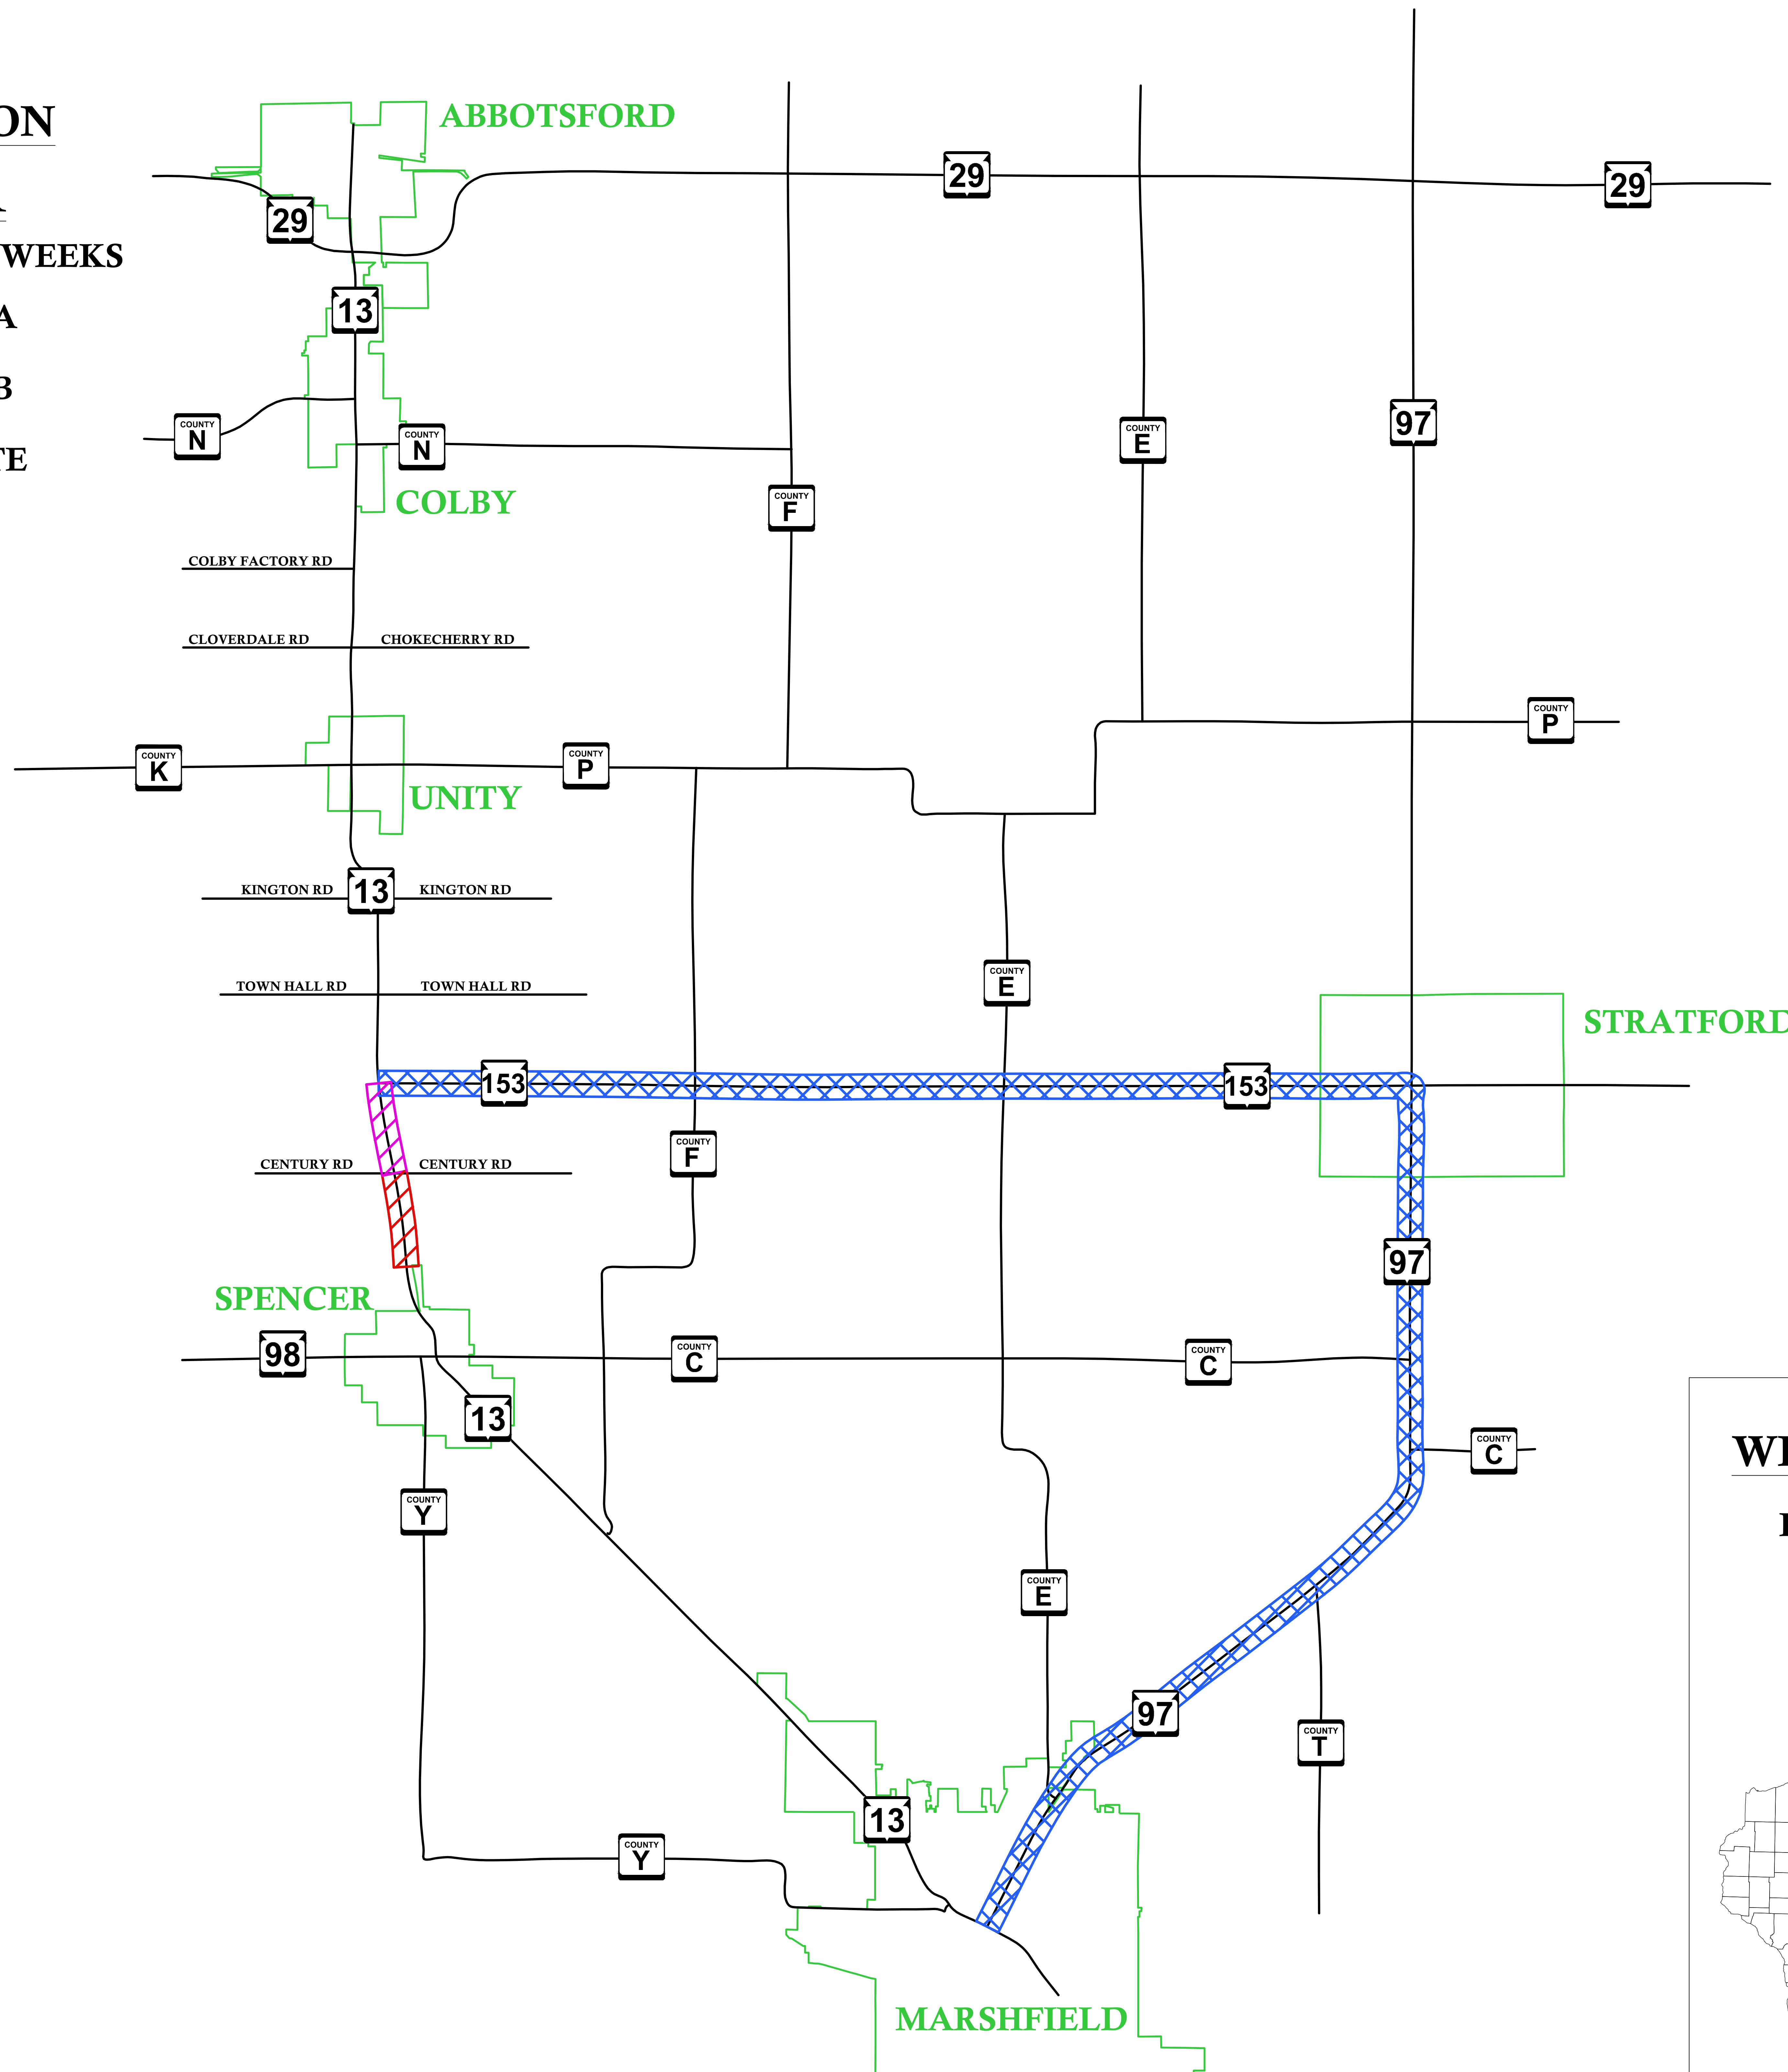 ON
WEEKS
A
B
TE
ABBOTSFORD
29
29
29
13
COUNTY
N
COUNTY
N
COUNTY
E
97
COLBY
COUNTY
F
COLBY FACTORY RD
CLOVERDALE RD
CHOKECHERRY RD
COUNTY
K
COUNTY
P
COUNTY
P
UNITY
KINGTON RD
13
KINGTON RD
TOWN HALL RD
TOWN HALL RD
COUNTY
E
STRATFORD
153
153
CENTURY RD
CENTURY RD
COUNTY
F
97
SPENCER
98
COUNTY
C
COUNTY
C
13
COUNTY
C
COUNTY
Y
COUNTY
E
97
COUNTY
T
13
COUNTY
Y
MARSHFIELD